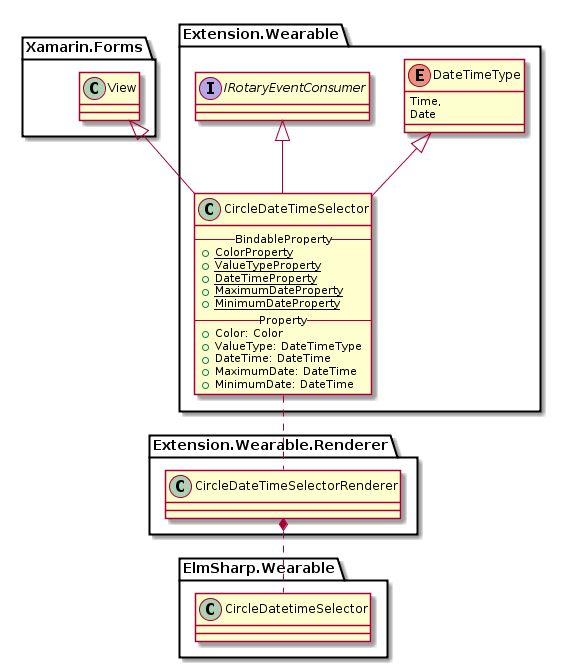 Extension.Wearable
Xamarin.Forms
C View
I IRotaryEventConsumer
E DateTimeType
Time,
Date
C CircleDateTimeSelector
BindableProperty
ColorProperty
ValueTypeProperty
DateTimeProperty
MaximumDateProperty
MinimumDateProperty
Property
Color: Color
ValueType: DateTimeType
DateTime: DateTime
MaximumDate: DateTime
MinimumDate: DateTime
Extension.Wearable.Renderer
C CircleDateTimeSelectorRenderer
ElmSharp.Wearable
C CircleDatetimeSelector